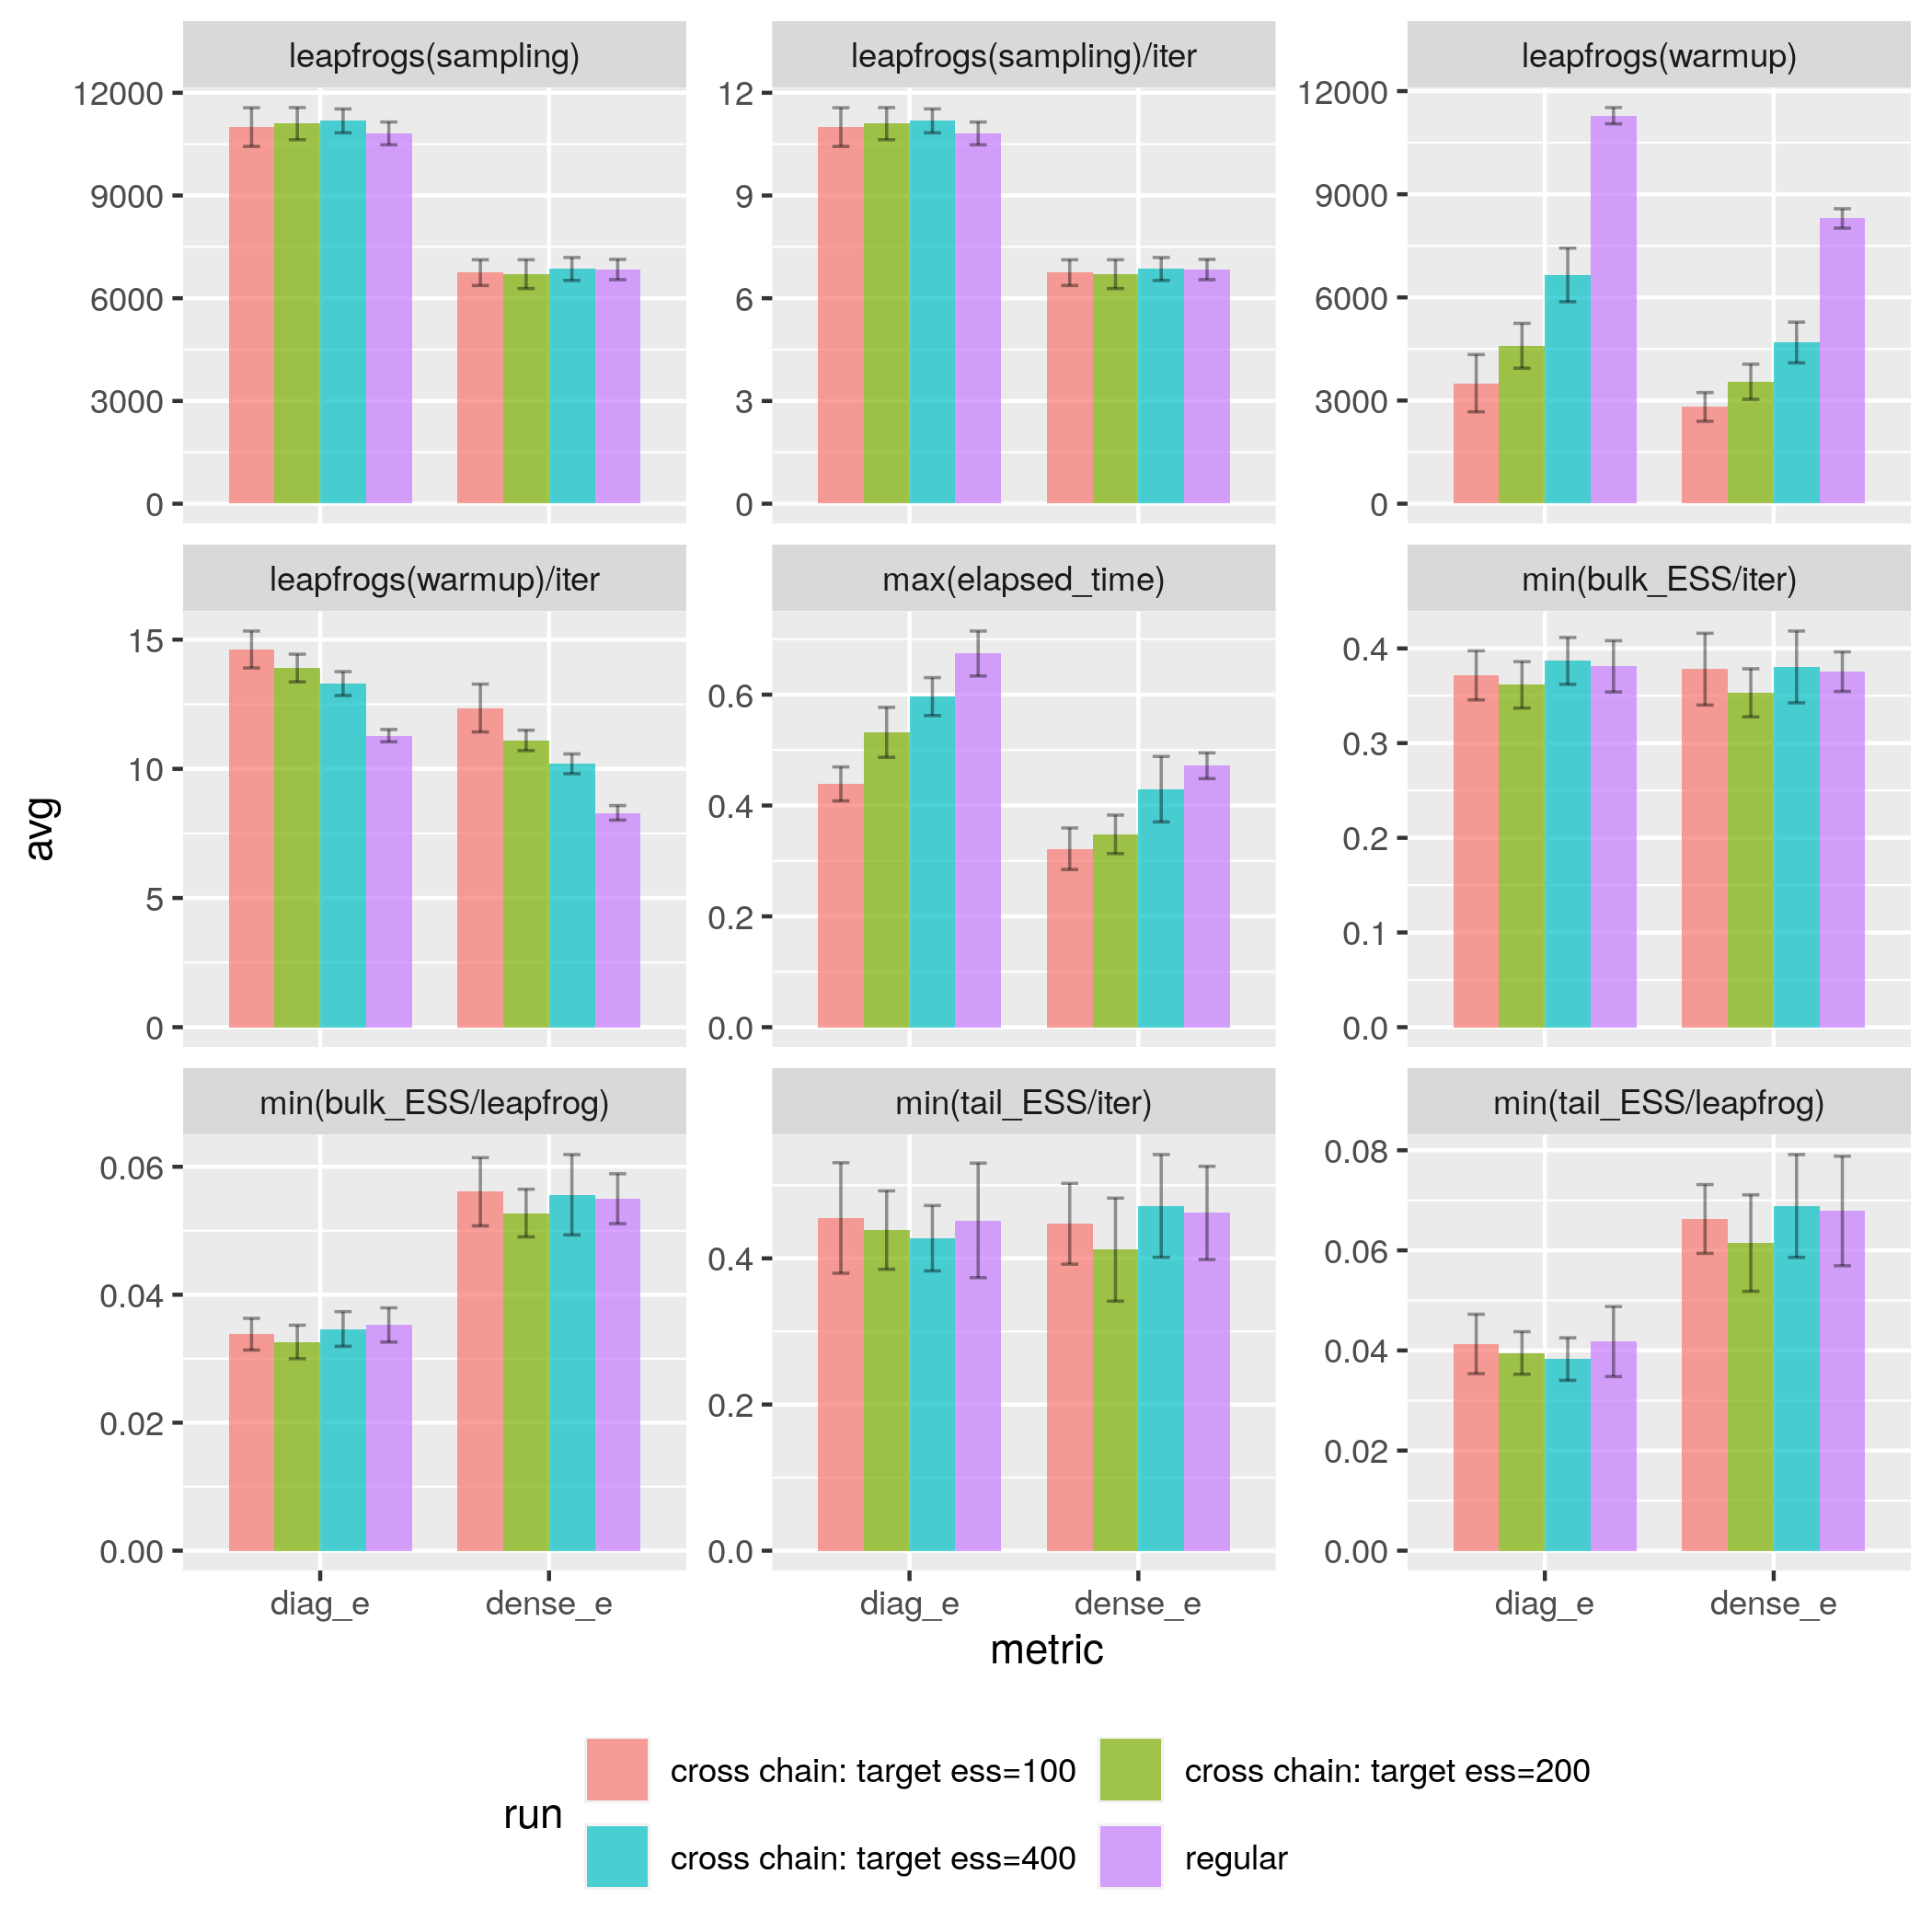 leapfrogs(sampling)
leapfrogs(sampling)/iter
leapfrogs(warmup)
12000
9000
6000
3000
0
12
9
6
3
0
12000
9000
6000
3000
0
leapfrogs(warmup)/iter
max(elapsed_time)
min(bulk_ESS/iter)
15
10
5
0
0.6
0.4
0.2
0.0
0.4
0.3
0.2
0.1
0.0
avg
min(bulk_ESS/leapfrog)
min(tail_ESS/iter)
min(tail_ESS/leapfrog)
0.06
0.04
0.02
0.00
0.4
0.2
0.0
0.08
0.06
0.04
0.02
0.00
diag_e dense_e
diag_e dense_e
diag_e dense_e
metric
run
cross chain: target ess=100
cross chain: target ess=200
cross chain: target ess=400
regular